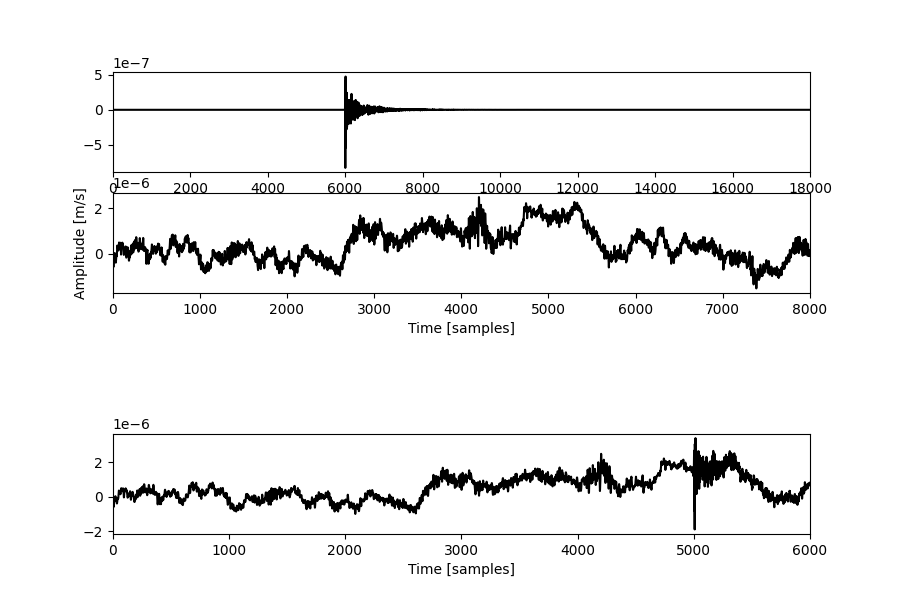 1e−7
5
0
−5
0 2000 4000 6000 8000 10000 12000 14000 16000 18000
1e−6
Amplitude [m/s]
2
0
0 1000 2000 3000 4000 5000 6000 7000 8000
Time [samples]
1e−6
2
0
−2
0 1000 2000 3000 4000 5000 6000
Time [samples]